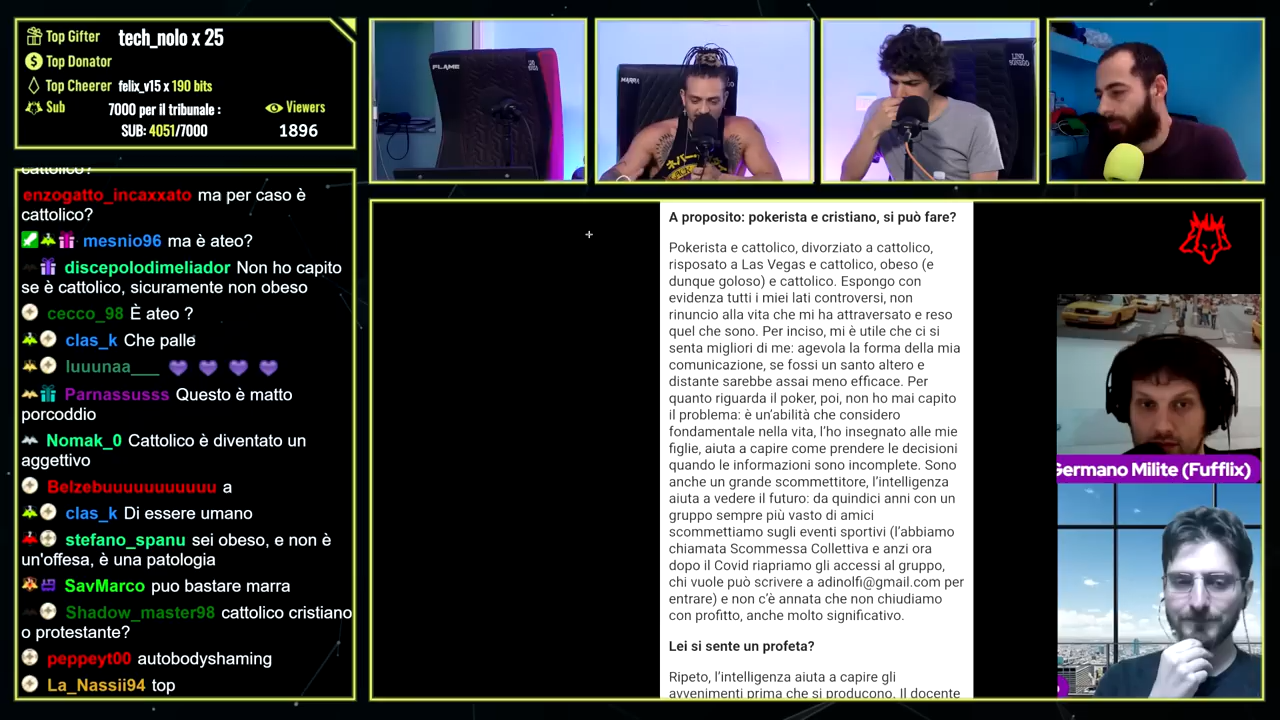 Top Gifter tech_nolo x 25
Top Donator
Top Cheerer felix_v15 x 190 bits
Sub 7000 per il tribunale :
SUB: 4051/7000
Viewers
1896
cattolico?
enzogatto_incaxxato ma per caso è
cattolico?
mesnio96 ma è ateo?
discepolodimeliador Non ho capito
se è cattolico, sicuramente non obeso
cecco_98 È ateo ?
clas_k Che palle
luuunaa___
Parnassusss Questo è matto
porcoddio
Nomak_0 Cattolico è diventato un
aggettivo
Belzebuuuuuuuuuuu a
clas_k Di essere umano
stefano_spanu sei obeso, e non è
un'offesa, è una patologia
SavMarco puo bastare marra
Shadow_master98 cattolico cristiano
o protestante?
peppeyt00 autobodyshaming
La_Nassii94 top
FLAME
MARRA
A proposito: pokerista e cristiano, si può fare?
Pokerista e cattolico, divorziato a cattolico,
risposato a Las Vegas e cattolico, obeso (e
dunque goloso) e cattolico. Espongo con
evidenza tutti i miei lati controversi, non
rinuncio alla vita che mi ha attraversato e reso
quel che sono. Per inciso, mi è utile che ci si
senta migliori di me: agevola la forma della mia
comunicazione, se fossi un santo altero e
distante sarebbe assai meno efficace. Per
quanto riguarda il poker, poi, non ho mai capito
il problema: è un'abilità che considero
fondamentale nella vita, l'ho insegnato alle mie
figlie, aiuta a capire come prendere le decisioni
quando le informazioni sono incomplete. Sono
anche un grande scommettitore, l'intelligenza
aiuta a vedere il futuro: da quindici anni con un
gruppo sempre più vasto di amici
scommettiamo sugli eventi sportivi (l'abbiamo
chiamata Scommessa Collettiva e anzi ora
dopo il Covid riapriamo gli accessi al gruppo,
chi vuole può scrivere a adinolfi@gmail.com per
entrare) e non c'è annata che non chiudiamo
con profitto, anche molto significativo.
Lei si sente un profeta?
Ripeto, l'intelligenza aiuta a capire gli
avvenimenti prima che si producono. Il docente
Germano Milite (Fufflix)